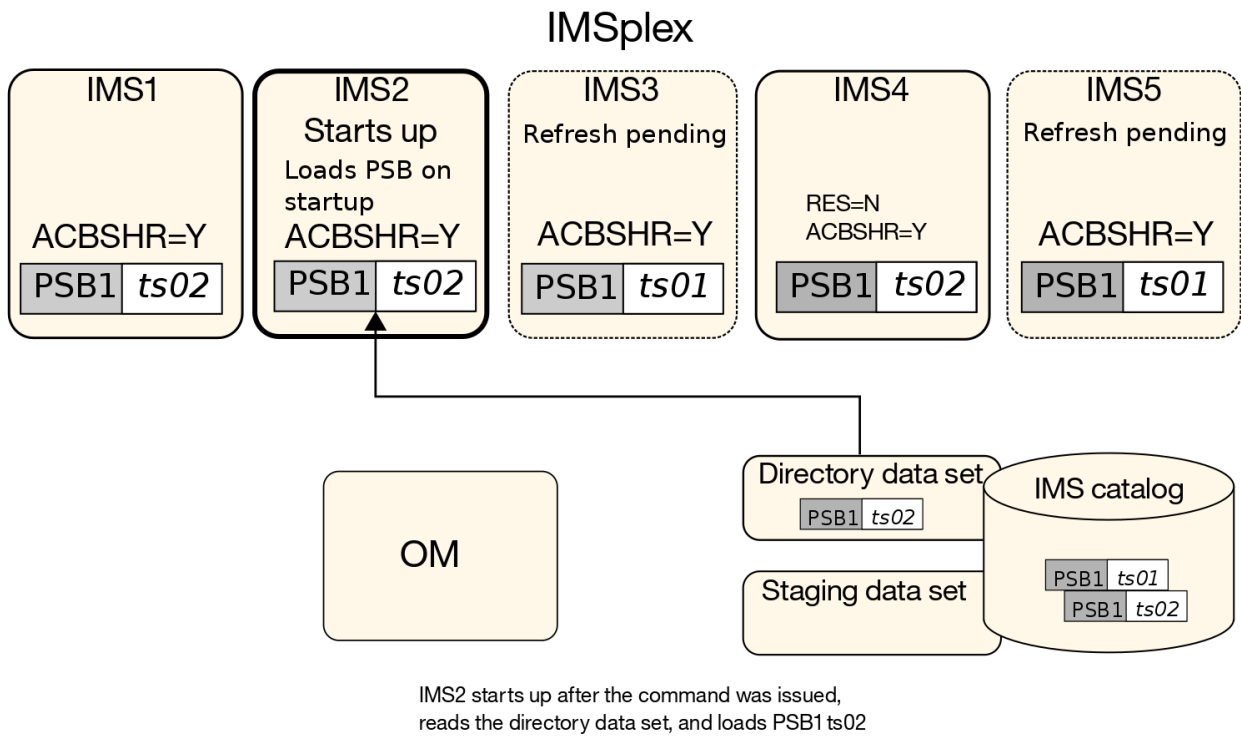 IMSplex
IMS1
ACBSHR=Y
PSB1 ts02
IMS2
Starts up
Loads PSB on
startup
ACBSHR=Y
PSB1 ts02
IMS3
Refresh pending
ACBSHR=Y
PSB1 ts01
IMS4
RES=N
ACBSHR=Y
PSB1 ts02
IMS5
Refresh pending
ACBSHR=Y
PSB1 ts01
OM
Directory data set
PSB1 ts02
Staging data set
IMS catalog
PSB1 ts01
PSB1 ts02
IMS2 starts up after the command was issued,
reads the directory data set, and loads PSB1 ts02